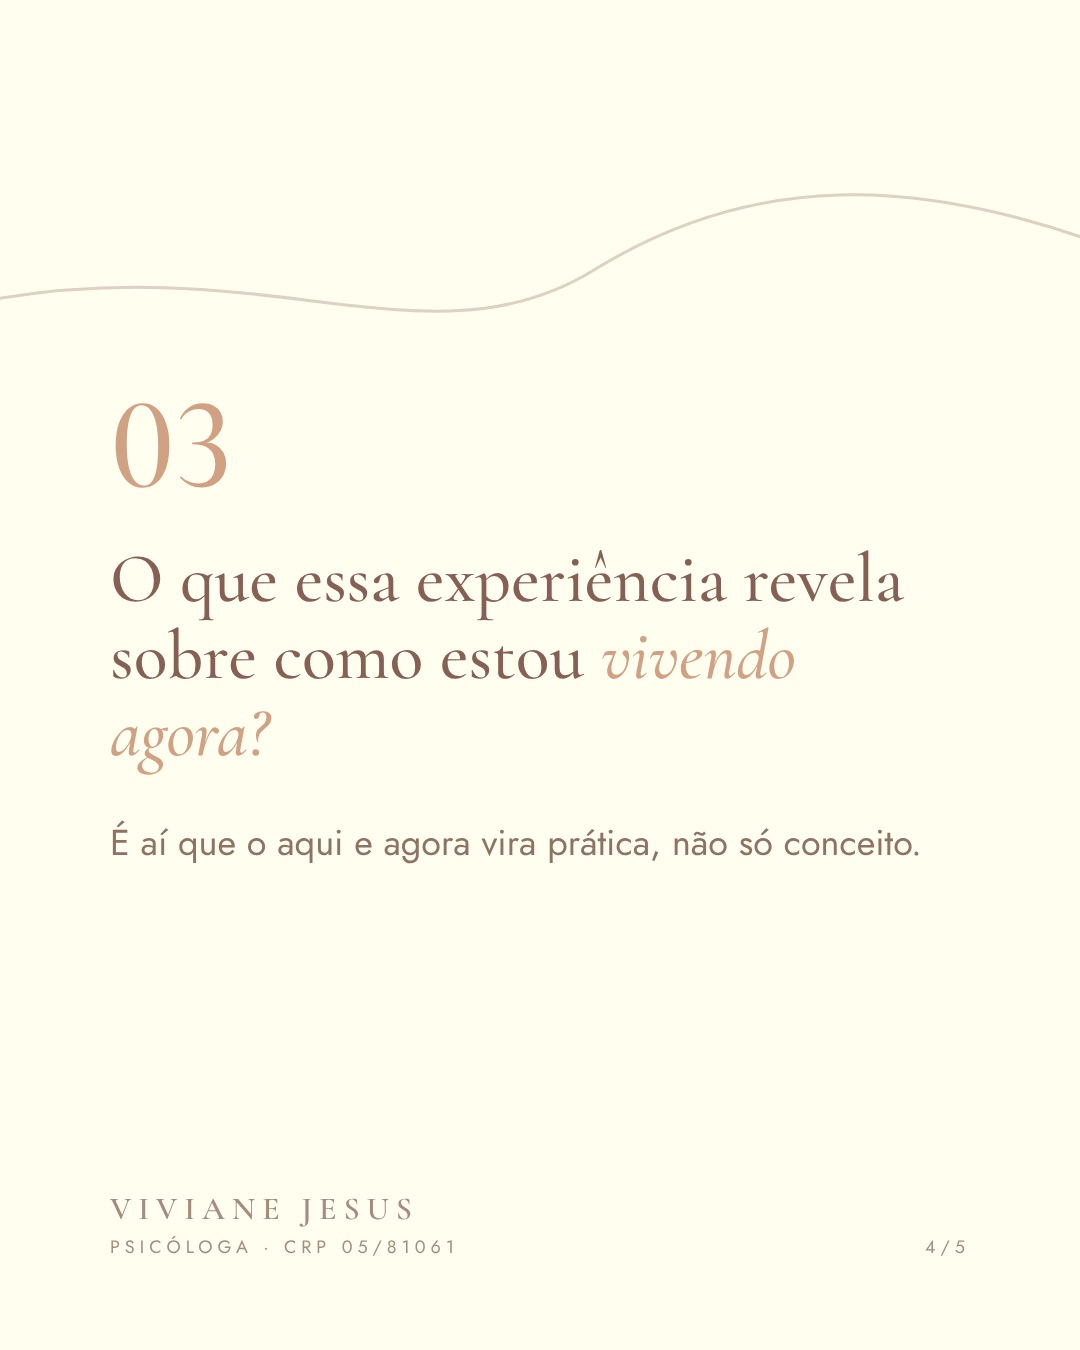 03
O que essa experiência revela
sobre como estou vivendo
agora?
É aí que o aqui e agora vira prática, não só conceito.
VIVIANE JESUS
PSICÓLOGA · CRP 05/81061
4/5